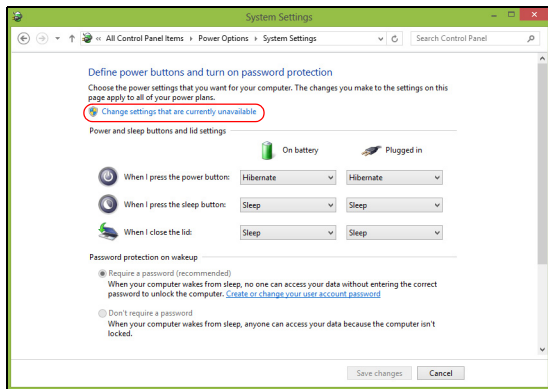 System Settings
« All Control Panel Items ▸ Power Options ▸ System Settings
Search Control Panel
Define power buttons and turn on password protection
Choose the power settings that you want for your computer. The changes you make to the settings on this
page apply to all of your power plans.
Change settings that are currently unavailable
Power and sleep buttons and lid settings
On battery Plugged in
When I press the power button: Hibernate Hibernate
When I press the sleep button: Sleep Sleep
When I close the lid: Sleep Sleep
Password protection on wakeup
Require a password (recommended)
When your computer wakes from sleep, no one can access your data without entering the correct
password to unlock the computer. Create or change your user account password
Don't require a password
When your computer wakes from sleep, anyone can access your data because the computer isn't
locked.
Save changes Cancel